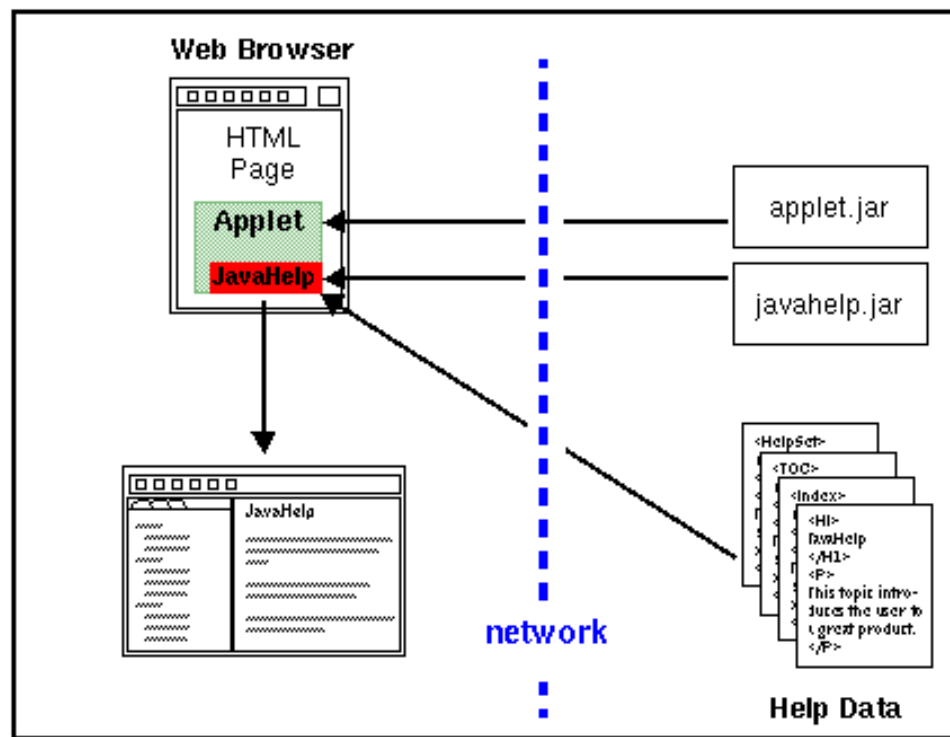 Web Browser
HTML
Page
Applet
JavaHelp
applet.jar
javahelp.jar
JavaHelp
network
<HelpSet>
<TOC>
<Index>
<H1>
JavaHelp
</H1>
<P>
This topic intro-
duces the user to
a great product.
</P>
Help Data